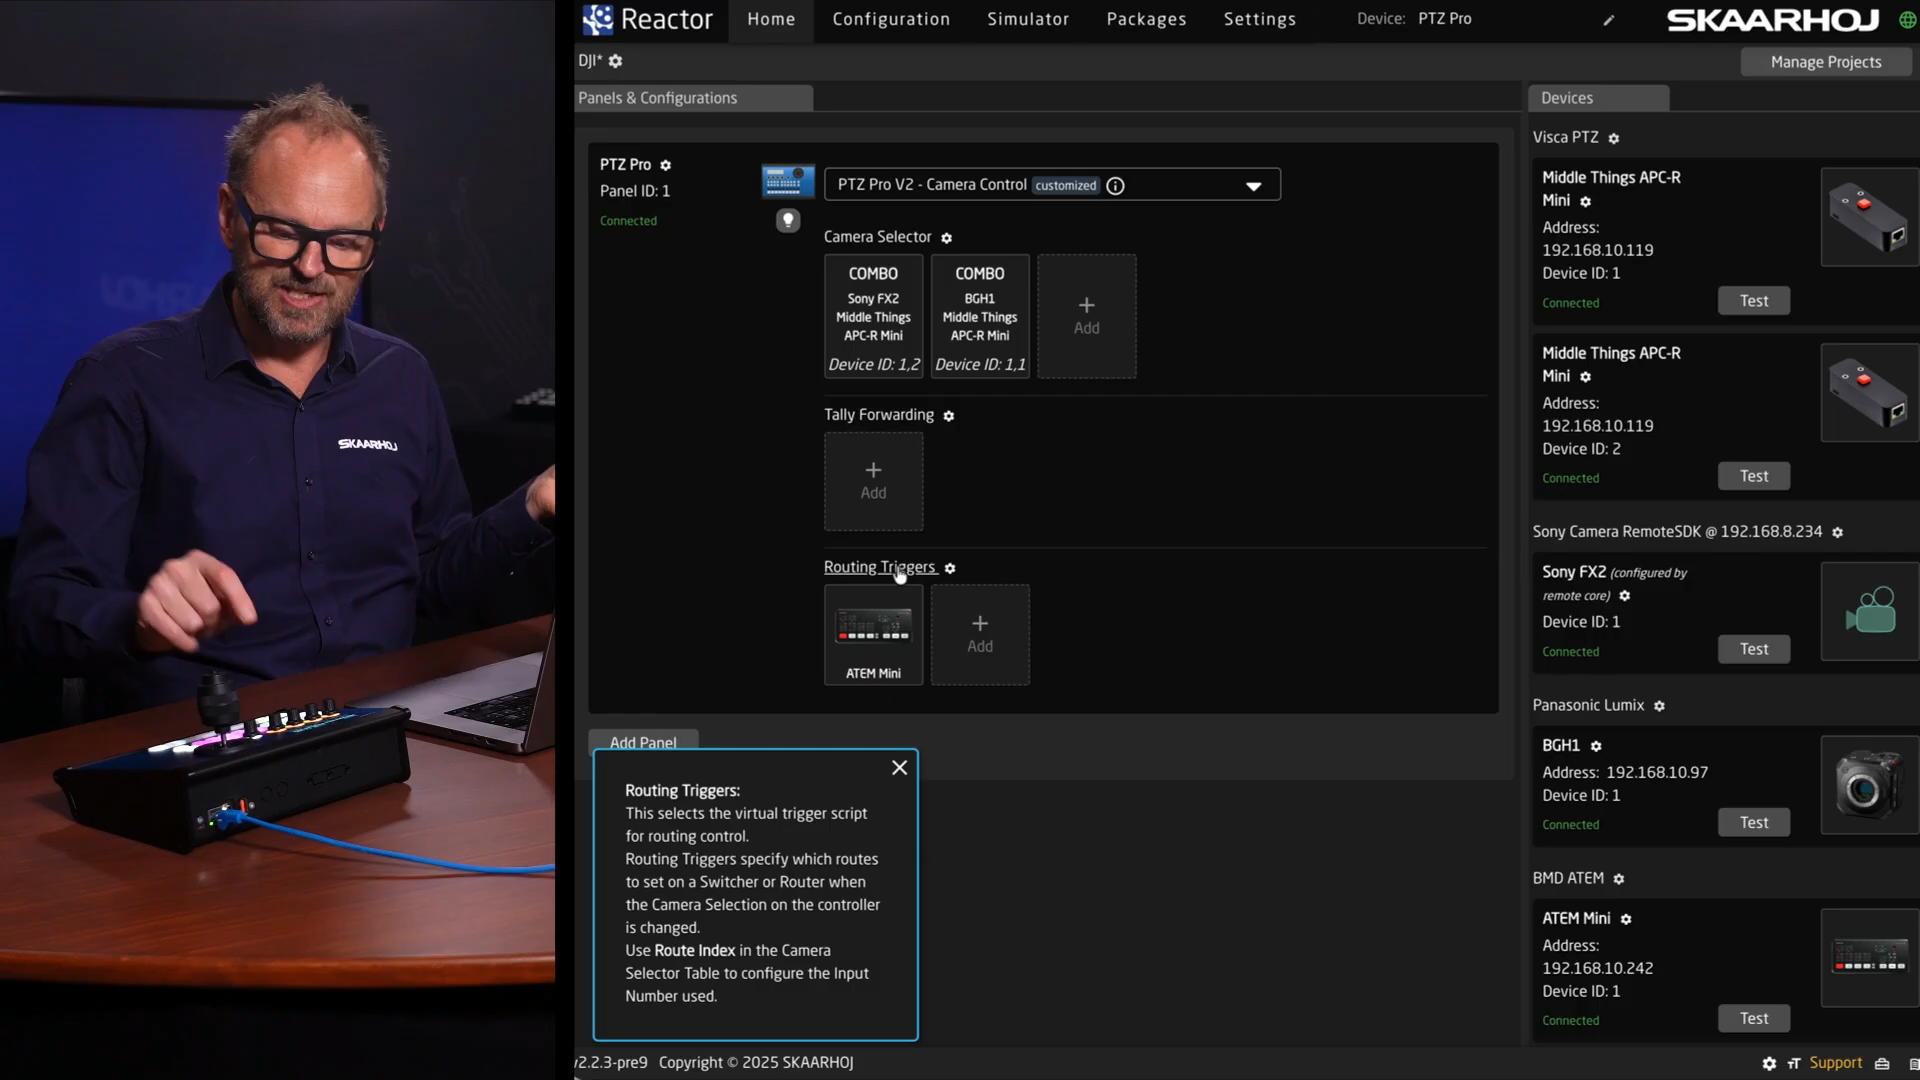 Reactor
Home
Configuration
Simulator
Packages
Settings
Device: PTZ Pro
SKAARHOJ
DJI*
Manage Projects
Panels & Configurations
Devices
PTZ Pro
Panel ID: 1
Connected
PTZ Pro V2 - Camera Control customized
Camera Selector
COMBO
Sony FX2
Middle Things
APC-R Mini
Device ID: 1,2
COMBO
BGH1
Middle Things
APC-R Mini
Device ID: 1,1
+
Add
Tally Forwarding
+
Add
Routing Triggers
ATEM Mini
+
Add
Add Panel
Routing Triggers:
This selects the virtual trigger script
for routing control.
Routing Triggers specify which routes
to set on a Switcher or Router when
the Camera Selection on the controller
is changed.
Use Route Index in the Camera
Selector Table to configure the Input
Number used.
Visca PTZ
Middle Things APC-R
Mini
Address:
192.168.10.119
Device ID: 1
Connected
Test
Middle Things APC-R
Mini
Address:
192.168.10.119
Device ID: 2
Connected
Test
Sony Camera RemoteSDK @ 192.168.8.234
Sony FX2 (configured by
remote core)
Device ID: 1
Connected
Test
Panasonic Lumix
BGH1
Address: 192.168.10.97
Device ID: 1
Connected
Test
BMD ATEM
ATEM Mini
Address:
192.168.10.242
Device ID: 1
Connected
Test
v2.2.3-pre9 Copyright © 2025 SKAARHOJ
Support
SKAARHOJ